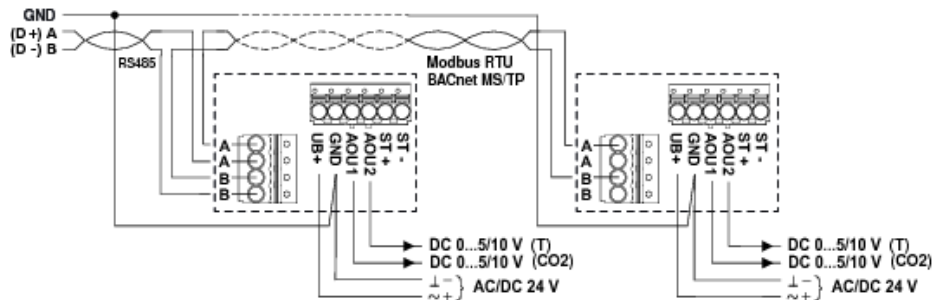 GND
(D+) A
(D-) B
RS485
Modbus RTU
BACnet MS/TP
UB+
GND
AOU1
AOU2
ST +
ST -
A
A
B
B
UB+
GND
AOU1
AOU2
ST +
ST -
A
A
B
B
DC 0...5/10 V (T)
DC 0...5/10 V (CO2)
⊥ -
~ +
} AC/DC 24 V
DC 0...5/10 V (T)
DC 0...5/10 V (CO2)
⊥ -
~ +
} AC/DC 24 V